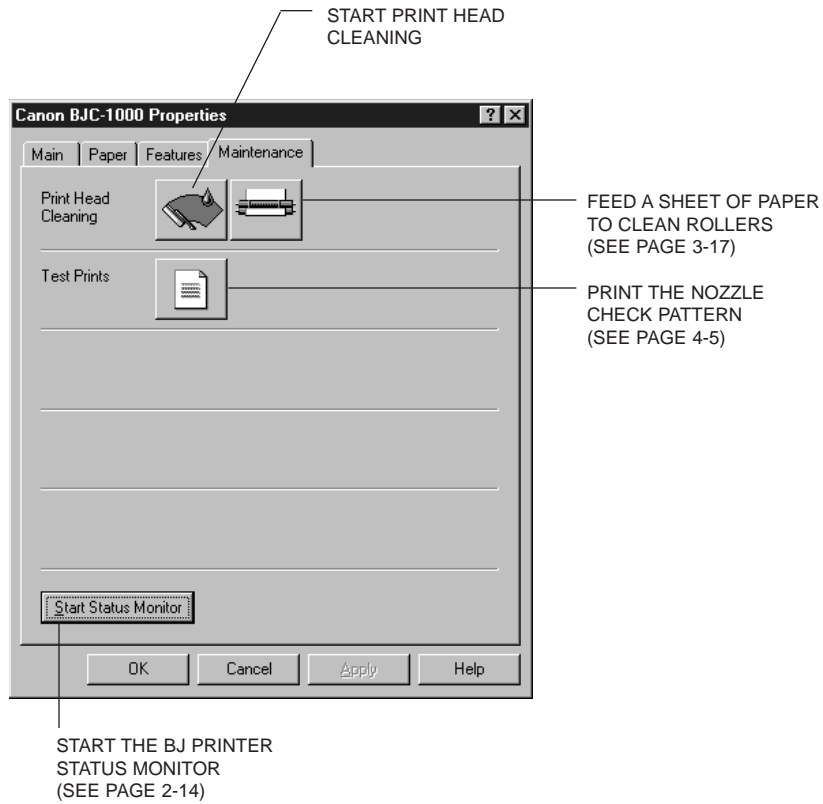 START PRINT HEAD
CLEANING
Canon BJC-1000 Properties
Main Paper Features Maintenance
Print Head
Cleaning
FEED A SHEET OF PAPER
TO CLEAN ROLLERS
(SEE PAGE 3-17)
Test Prints
PRINT THE NOZZLE
CHECK PATTERN
(SEE PAGE 4-5)
Start Status Monitor
OK Cancel Apply Help
START THE BJ PRINTER
STATUS MONITOR
(SEE PAGE 2-14)